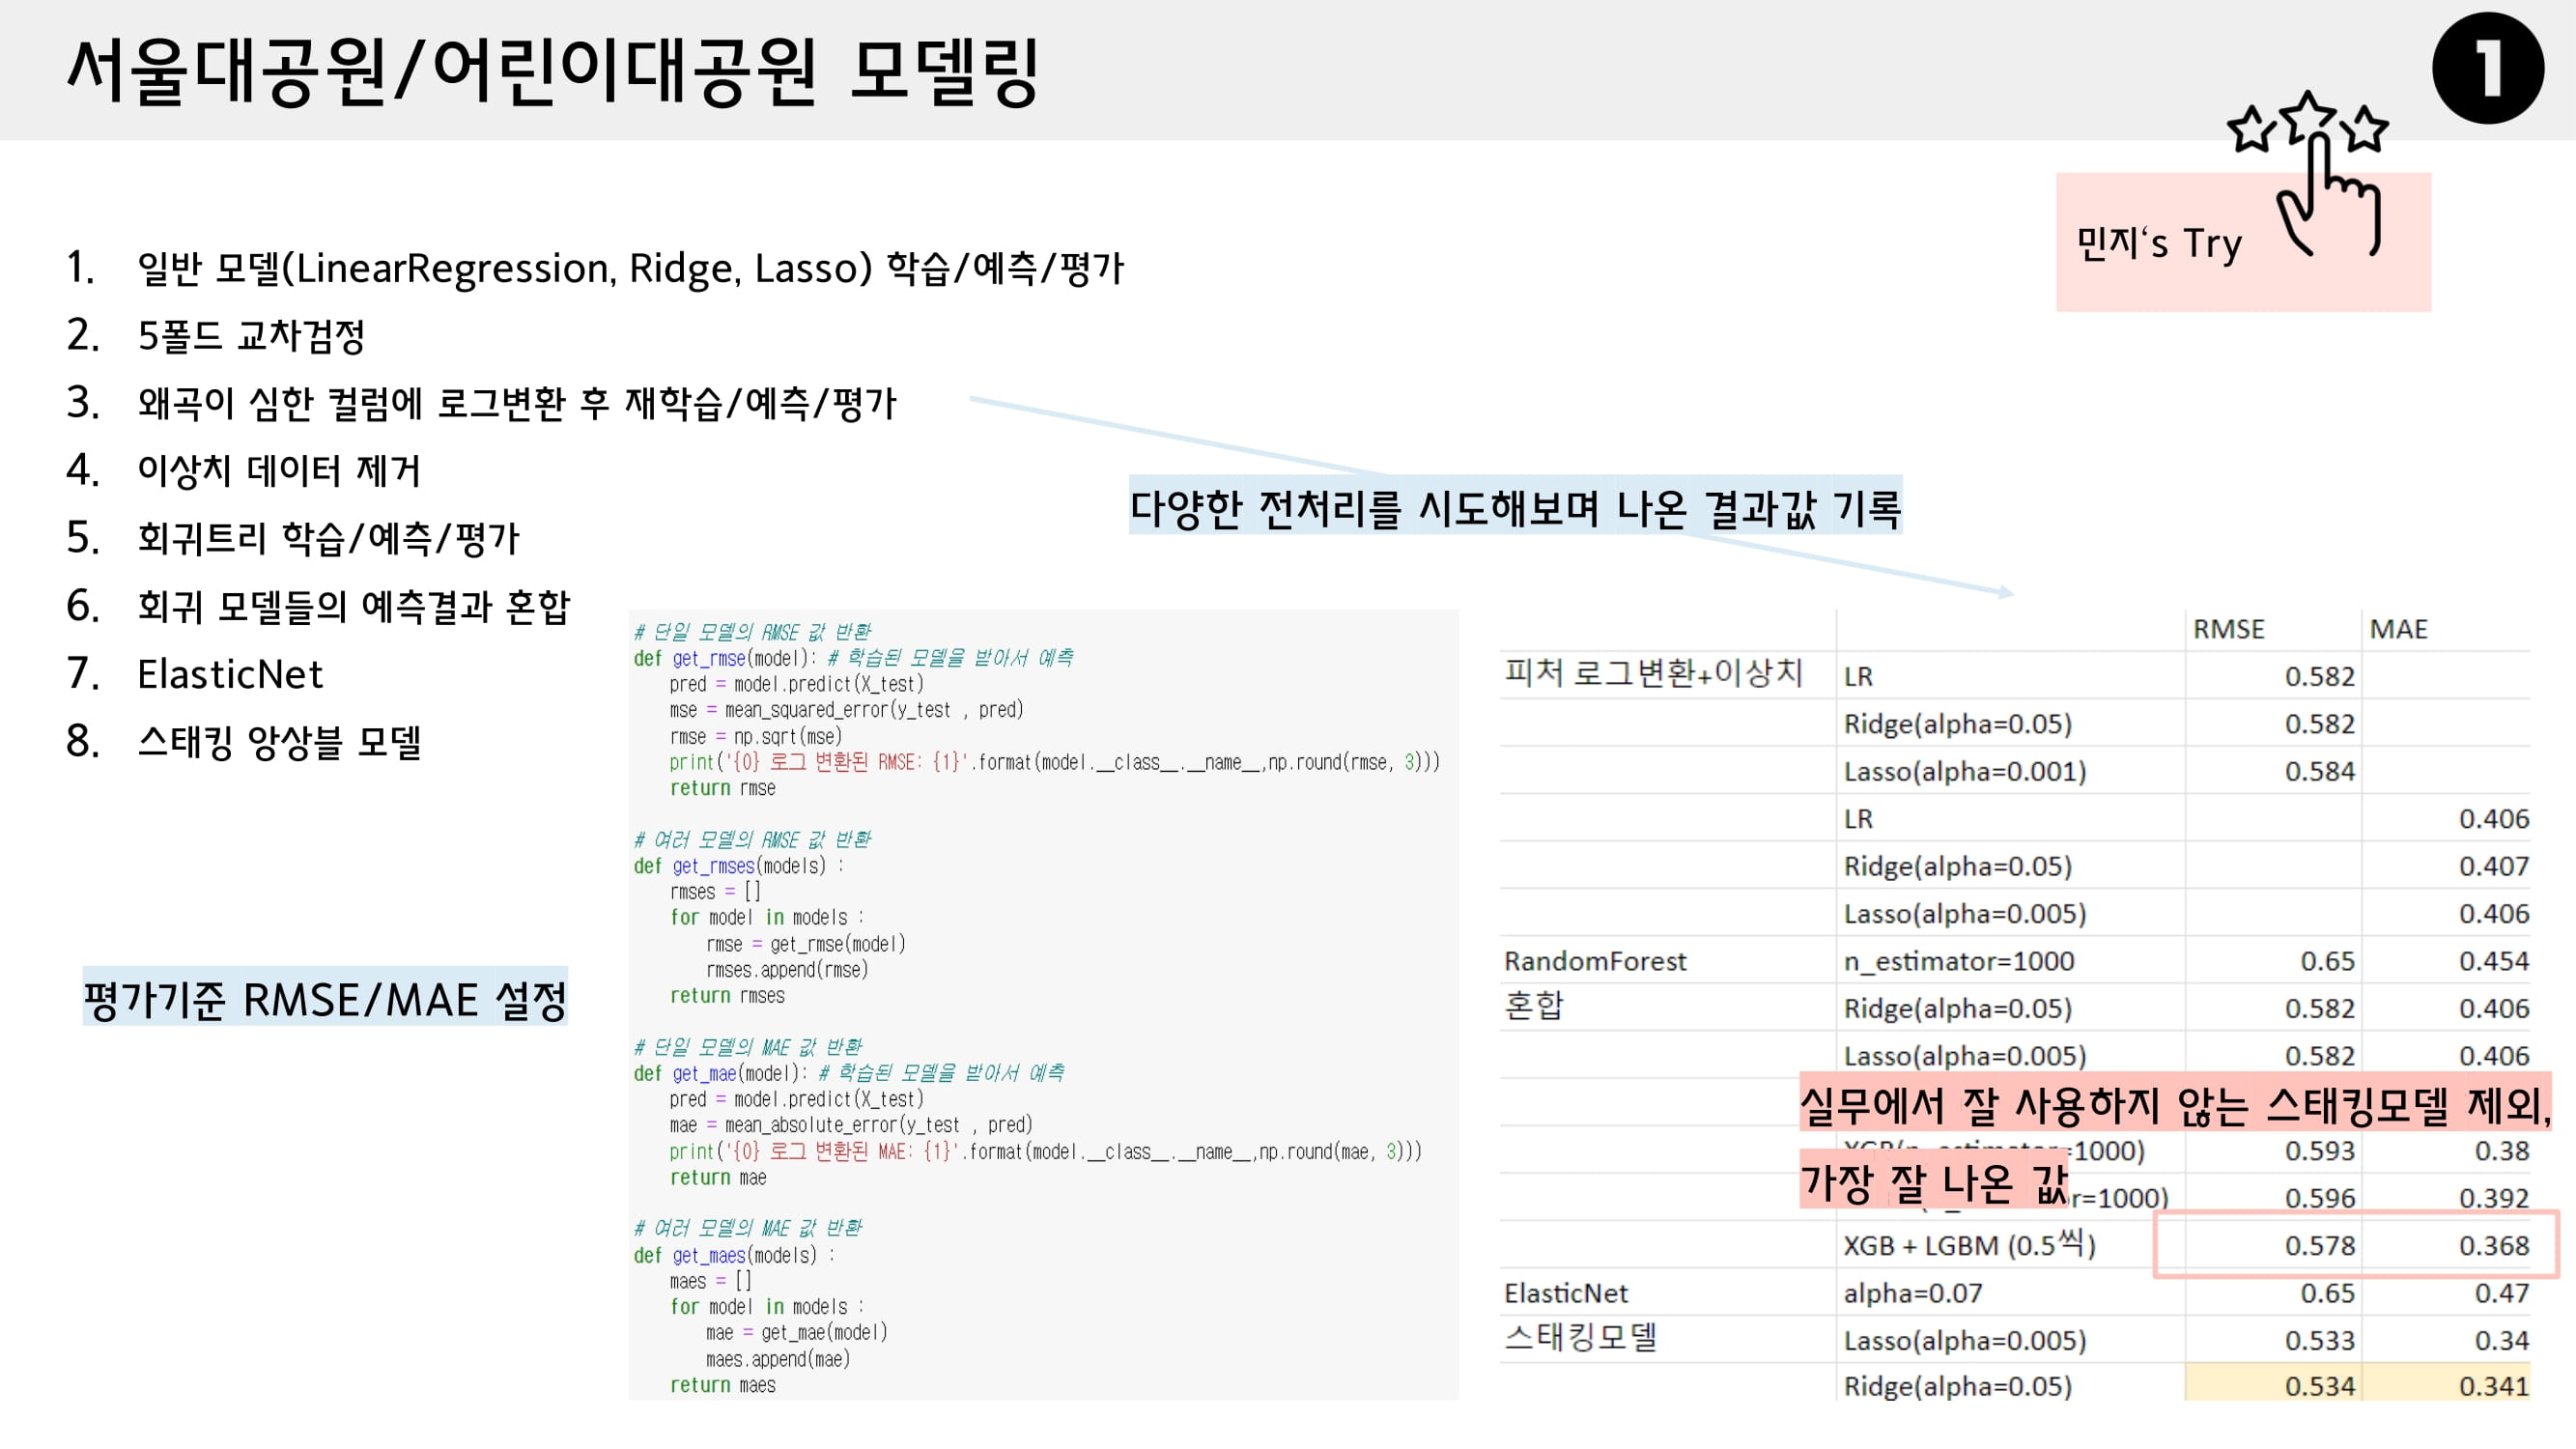 서울대공원/어린이대공원 모델링
1
민지‘s Try
1. 일반 모델(LinearRegression, Ridge, Lasso) 학습/예측/평가
2. 5폴드 교차검정
3. 왜곡이 심한 컬럼에 로그변환 후 재학습/예측/평가
4. 이상치 데이터 제거
5. 회귀트리 학습/예측/평가
6. 회귀 모델들의 예측결과 혼합
7. ElasticNet
8. 스태킹 앙상블 모델
다양한 전처리를 시도해보며 나온 결과값 기록
평가기준 RMSE/MAE 설정
# 단일 모델의 RMSE 값 반환
def get_rmse(model): # 학습된 모델을 받아서 예측
    pred = model.predict(X_test)
    mse = mean_squared_error(y_test , pred)
    rmse = np.sqrt(mse)
    print('{0} 로그 변환된 RMSE: {1}'.format(model.__class__.__name__,np.round(rmse, 3)))
    return rmse
# 여러 모델의 RMSE 값 반환
def get_rmses(models) :
    rmses = []
    for model in models :
        rmse = get_rmse(model)
        rmses.append(rmse)
    return rmses
# 단일 모델의 MAE 값 반환
def get_mae(model): # 학습된 모델을 받아서 예측
    pred = model.predict(X_test)
    mae = mean_absolute_error(y_test , pred)
    print('{0} 로그 변환된 MAE: {1}'.format(model.__class__.__name__,np.round(mae, 3)))
    return mae
# 여러 모델의 MAE 값 반환
def get_maes(models) :
    maes = []
    for model in models :
        mae = get_mae(model)
        maes.append(mae)
    return maes
RMSE MAE
피처 로그변환+이상치 LR 0.582
Ridge(alpha=0.05) 0.582
Lasso(alpha=0.001) 0.584
LR 0.406
Ridge(alpha=0.05) 0.407
Lasso(alpha=0.005) 0.406
RandomForest n_estimator=1000 0.65 0.454
혼합 Ridge(alpha=0.05) 0.582 0.406
Lasso(alpha=0.005) 0.582 0.406
실무에서 잘 사용하지 않는 스태킹모델 제외,
XGB(n_estimator=1000) 0.593 0.38
가장 잘 나온 값
r=1000) 0.596 0.392
XGB + LGBM (0.5씩) 0.578 0.368
ElasticNet alpha=0.07 0.65 0.47
스태킹모델 Lasso(alpha=0.005) 0.533 0.34
Ridge(alpha=0.05) 0.534 0.341